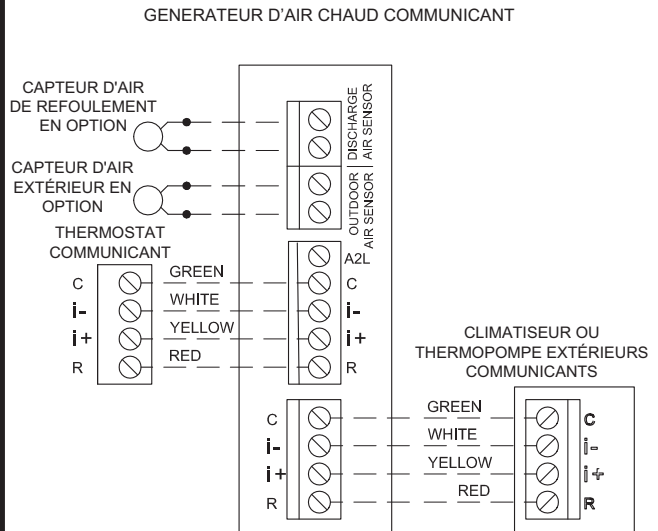 GENERATEUR D'AIR CHAUD COMMUNICANT
CAPTEUR D'AIR
DE REFOULEMENT
EN OPTION
DISCHARGE
AIR SENSOR
CAPTEUR D'AIR
EXTÉRIEUR EN
OPTION
OUTDOOR
AIR SENSOR
THERMOSTAT
COMMUNICANT
A2L
C GREEN C
i- WHITE i-
i+ YELLOW i+
R RED R
CLIMATISEUR OU
THERMOPOMPE EXTÉRIEURS
COMMUNICANTS
C GREEN C
i- WHITE i-
i+ YELLOW i+
R RED R